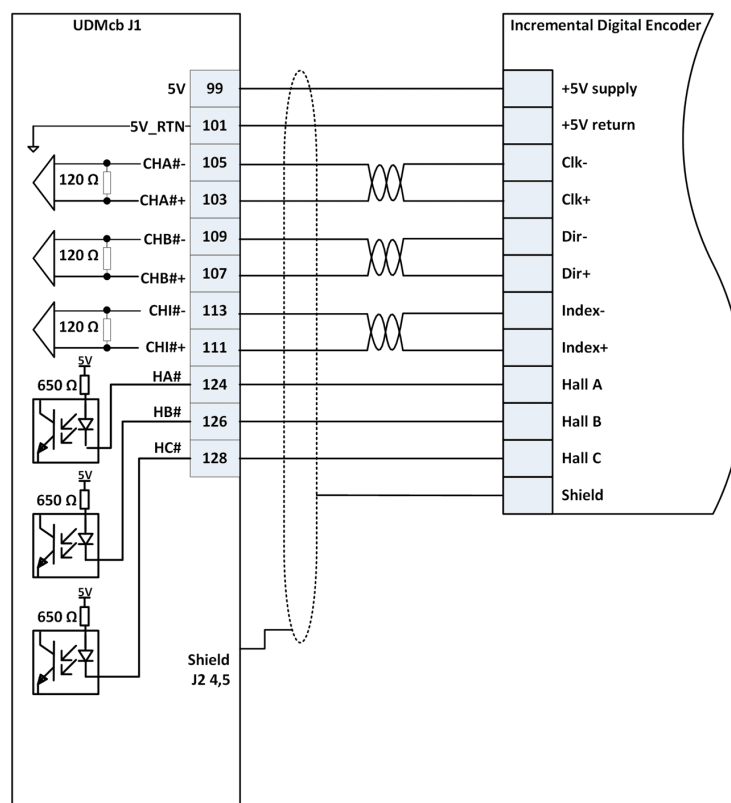 UDMcb J1
Incremental Digital Encoder
5V 99 +5V supply
5V_RTN 101 +5V return
CHA#- 105 Clk-
120 Ω
CHA#+ 103 Clk+
CHB#- 109 Dir-
120 Ω
CHB#+ 107 Dir+
CHI#- 113 Index-
120 Ω
CHI#+ 111 Index+
5V
HA# 124 Hall A
650 Ω
HB# 126 Hall B
HC# 128 Hall C
5V
650 Ω
Shield
5V
650 Ω
Shield
J2 4,5